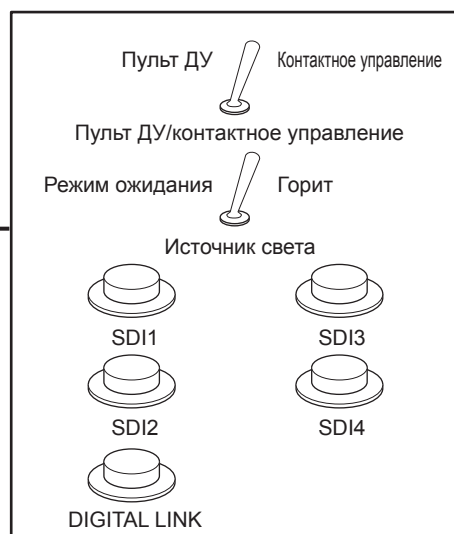 Пульт ДУ Контактное управление
Пульт ДУ/контактное управление
Режим ожидания Горит
Источник света
SDI1 SDI3
SDI2 SDI4
DIGITAL LINK